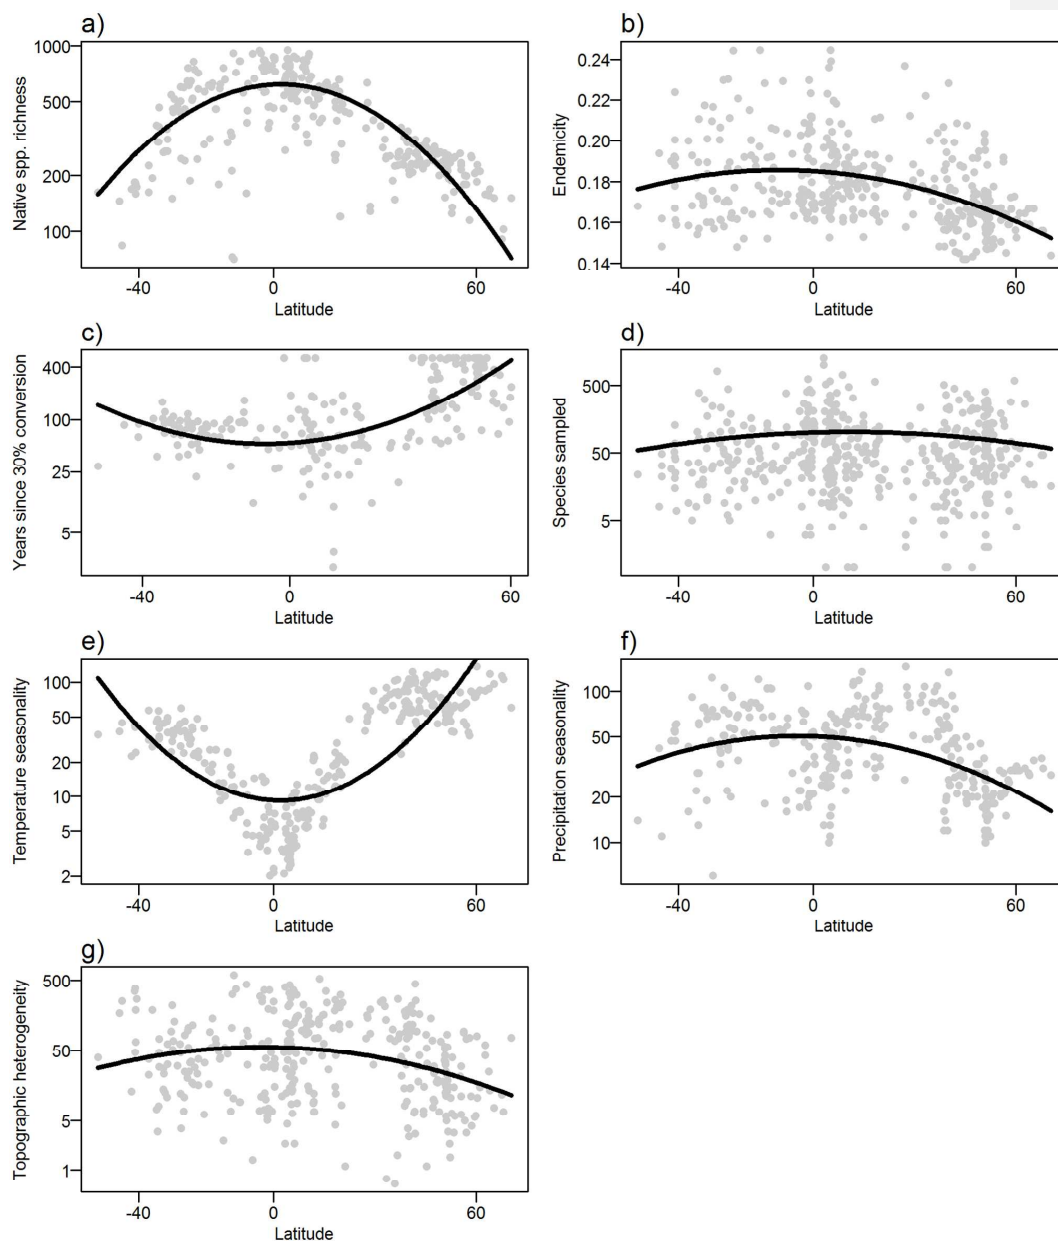 a)
Native spp. richness
1000
500
200
100
-40 0 60
Latitude
b)
Endemicity
0.24
0.22
0.20
0.18
0.16
0.14
-40 0 60
Latitude
c)
Years since 30% conversion
400
100
25
5
-40 0 60
Latitude
d)
Species sampled
500
50
5
-40 0 60
Latitude
e)
Temperature seasonality
100
50
20
10
5
2
-40 0 60
Latitude
f)
Precipitation seasonality
100
50
20
10
-40 0 60
Latitude
g)
Topographic heterogeneity
500
50
5
1
-40 0 60
Latitude